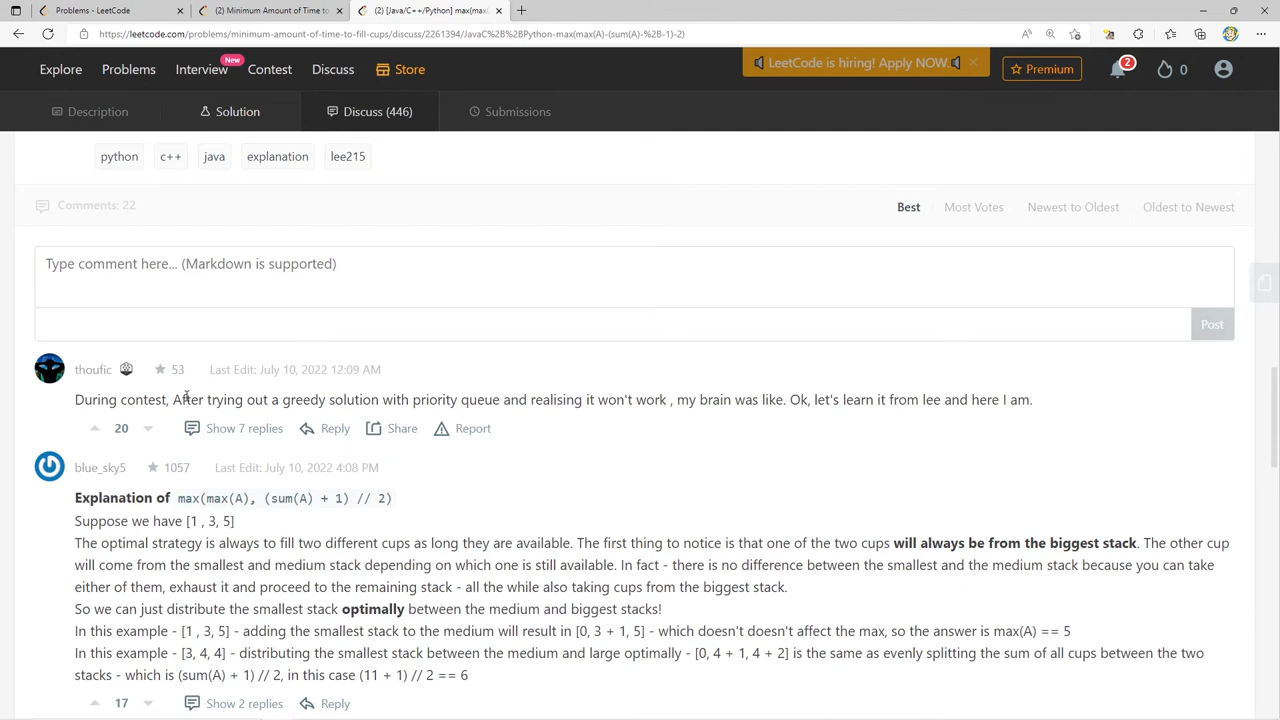 Problems - LeetCode
(2) Minimum Amount of Time to
(2) [Java/C++/Python] max(max(
https://leetcode.com/problems/minimum-amount-of-time-to-fill-cups/discuss/2261394/JavaC%2B%2BPython-max(max(A)-(sum(A)-%2B-1)-2)
Explore Problems Interview New Contest Discuss Store LeetCode is hiring! Apply NOW. Premium 2 0
Description Solution Discuss (446) Submissions
python c++ java explanation lee215
Comments: 22 Best Most Votes Newest to Oldest Oldest to Newest
Type comment here... (Markdown is supported)
Post
thoufic 53 Last Edit: July 10, 2022 12:09 AM
During contest, After trying out a greedy solution with priority queue and realising it won't work , my brain was like. Ok, let's learn it from lee and here I am.
20 Show 7 replies Reply Share Report
blue_sky5 1057 Last Edit: July 10, 2022 4:08 PM
Explanation of max(max(A), (sum(A) + 1) // 2)
Suppose we have [1 , 3, 5]
The optimal strategy is always to fill two different cups as long they are available. The first thing to notice is that one of the two cups will always be from the biggest stack. The other cup
will come from the smallest and medium stack depending on which one is still available. In fact - there is no difference between the smallest and the medium stack because you can take
either of them, exhaust it and proceed to the remaining stack - all the while also taking cups from the biggest stack.
So we can just distribute the smallest stack optimally between the medium and biggest stacks!
In this example - [1 , 3, 5] - adding the smallest stack to the medium will result in [0, 3 + 1, 5] - which doesn't doesn't affect the max, so the answer is max(A) == 5
In this example - [3, 4, 4] - distributing the smallest stack between the medium and large optimally - [0, 4 + 1, 4 + 2] is the same as evenly splitting the sum of all cups between the two
stacks - which is (sum(A) + 1) // 2, in this case (11 + 1) // 2 == 6
17 Show 2 replies Reply